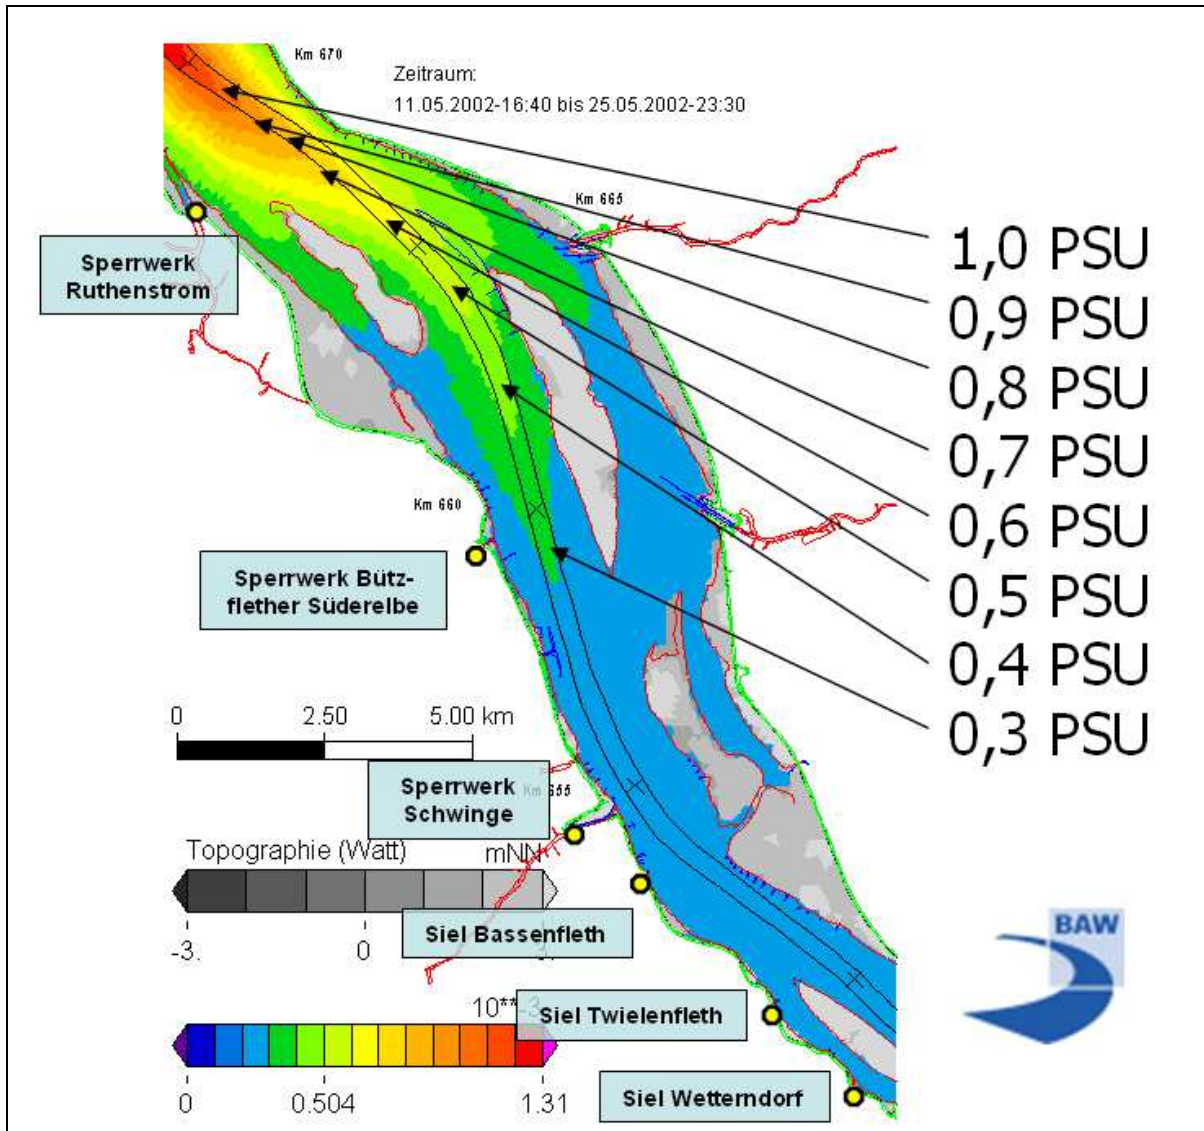 Km 670
Zeitraum:
11.05.2002-16:40 bis 25.05.2002-23:30
Km 665
1,0 PSU
0,9 PSU
0,8 PSU
0,7 PSU
0,6 PSU
0,5 PSU
0,4 PSU
0,3 PSU
Sperrwerk
Ruthenstrom
Km 660
Sperrwerk Bütz-
flether Süderelbe
0 2.50 5.00 km
Sperrwerk
Schwinge
Km 655
Topographie (Watt) mNN
-3. 0 3.
Siel Bassenfleth
BAW
10**-3
Siel Twielenfleth
0 0.504 1.31
Siel Wetterndorf